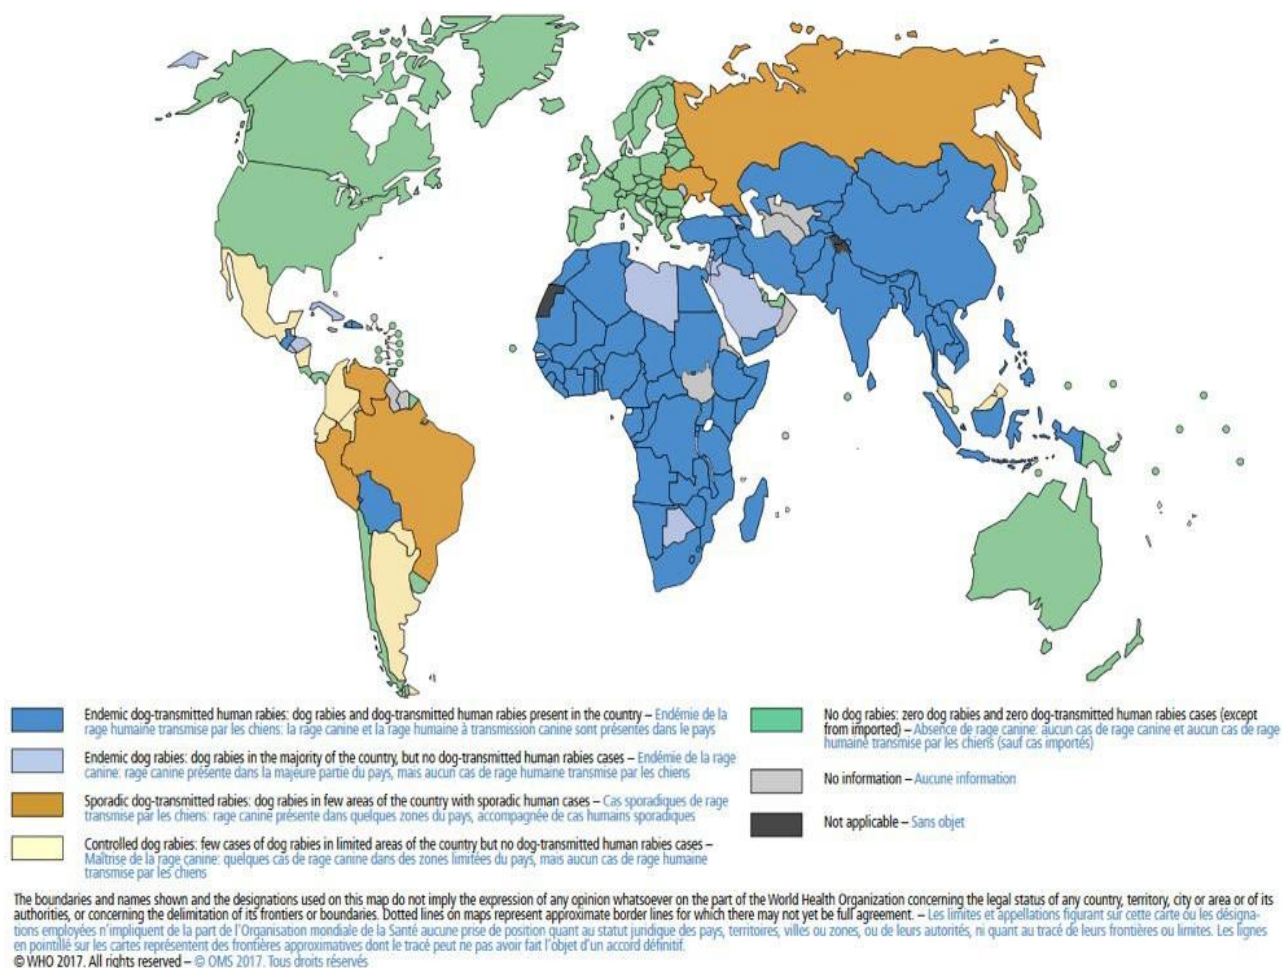 Endemic dog-transmitted human rabies: dog rabies and dog-transmitted human rabies present in the country – Endémie de la
rage humaine transmise par les chiens: la rage canine et la rage humaine à transmission canine sont présentes dans le pays
Endemic dog rabies: dog rabies in the majority of the country, but no dog-transmitted human rabies cases – Endémie de la rage
canine: rage canine présente dans la majeure partie du pays, mais aucun cas de rage humaine transmise par les chiens
Sporadic dog-transmitted rabies: dog rabies in few areas of the country with sporadic human cases – Cas sporadiques de rage
transmise par les chiens: rage canine présente dans quelques zones du pays, accompagnée de cas humains sporadiques
Controlled dog rabies: few cases of dog rabies in limited areas of the country but no dog-transmitted human rabies cases –
Maîtrise de la rage canine: quelques cas de rage canine dans des zones limitées du pays, mais aucun cas de rage humaine
transmise par les chiens
No dog rabies: zero dog rabies and zero dog-transmitted human rabies cases (except
from imported) – Absence de rage canine: aucun cas de rage canine et aucun cas de rage
humaine transmise par les chiens (sauf cas importés)
No information – Aucune information
Not applicable – Sans objet
The boundaries and names shown and the designations used on this map do not imply the expression of any opinion whatsoever on the part of the World Health Organization concerning the legal status of any country, territory, city or area or of its
authorities, or concerning the delimitation of its frontiers or boundaries. Dotted lines on maps represent approximate border lines for which there may not yet be full agreement. – Les limites et appellations figurant sur cette carte ou les désigna-
tions employées n'impliquent de la part de l'Organisation mondiale de la Santé aucune prise de position quant au statut juridique des pays, territoires, villes ou zones, ou de leurs autorités, ni quant au tracé de leurs frontières ou limites. Les lignes
en pointillé sur les cartes représentent des frontières approximatives dont le tracé peut ne pas avoir fait l'objet d'un accord définitif.
© WHO 2017. All rights reserved – © OMS 2017. Tous droits réservés